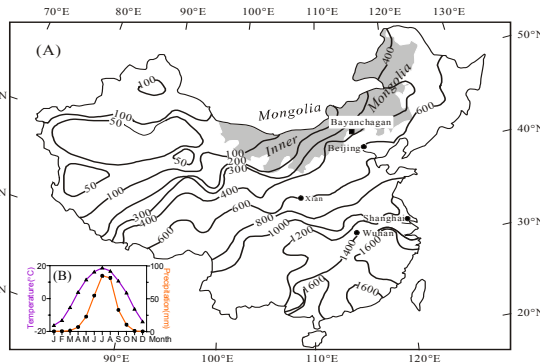 70°E 80°E 90°E 100°E 110°E 120°E 130°E
50°N
(A)
400
100
Mongolia
Mongolia
600
100
50
Bayanchagan
40°N
Inner
Beijing
50
100
200
300
50
100
400
Xian
600
300
400
800
Shanghai
30°N
1000
Wuhan
600
1200
1400
1600
(B)
20
0
-20
Temperature(°C)
100
50
0
Precipitation(mm)
J F M A M J J A S O N D Month
1600
1600
20°N
90°E 100°E 110°E 120°E